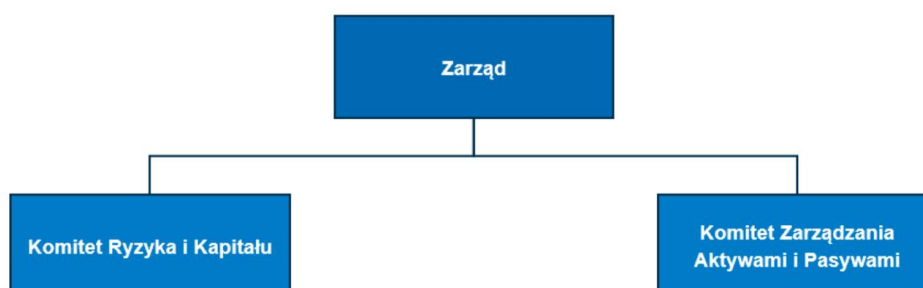 Zarząd
Komitet Ryzyka i Kapitału
Komitet Zarządzania
Aktywami i Pasywami